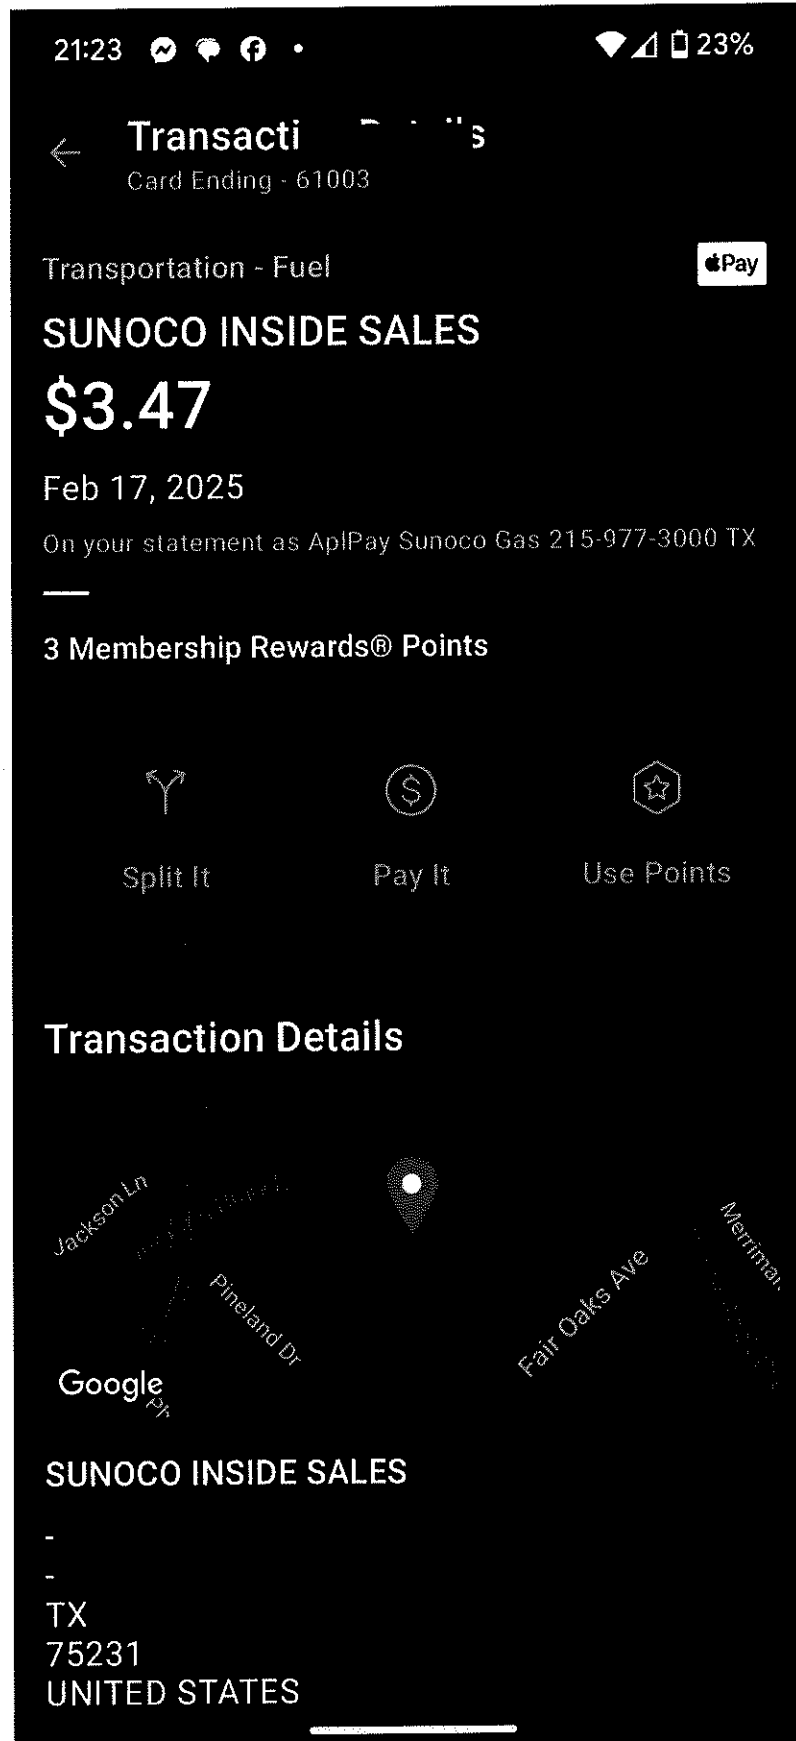 21:23 23%
Transacti
Card Ending - 61003
Transportation - Fuel
Pay
SUNOCO INSIDE SALES
$3.47
Feb 17, 2025
On your statement as AplPay Sunoco Gas 215-977-3000 TX
3 Membership Rewards® Points
Split It Pay It Use Points
Transaction Details
Jackson Ln
Pineland Dr
Fair Oaks Ave
Google
SUNOCO INSIDE SALES
-
-
TX
75231
UNITED STATES